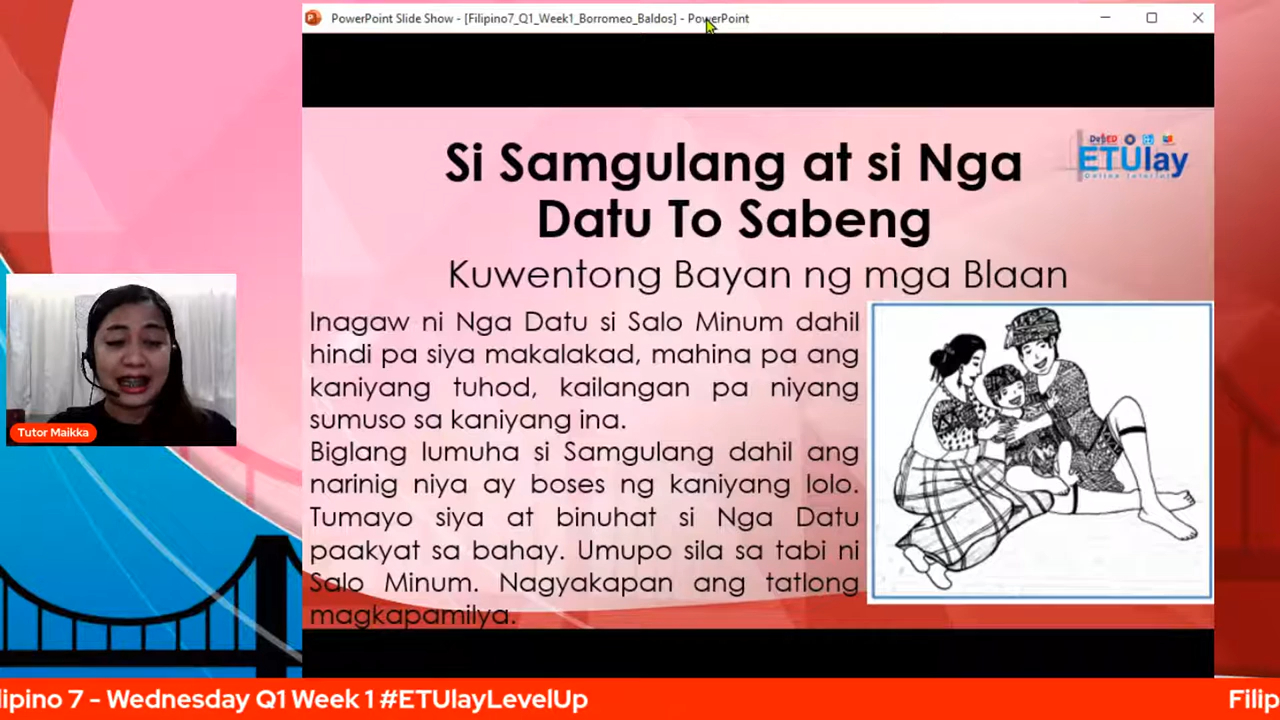 PowerPoint Slide Show - [Filipino7_Q1_Week1_Borromeo_Baldos] - PowerPoint
Si Samgulang at si Nga
Datu To Sabeng
DepED
ETUlay
Kuwentong Bayan ng mga Blaan
Inagaw ni Nga Datu si Salo Minum dahil
hindi pa siya makalakad, mahina pa ang
kaniyang tuhod, kailangan pa niyang
sumuso sa kaniyang ina.
Biglang lumuha si Samgulang dahil ang
narinig niya ay boses ng kaniyang lolo.
Tumayo siya at binuhat si Nga Datu
paakyat sa bahay. Umupo sila sa tabi ni
Salo Minum. Nagyakapan ang tatlong
magkapamilya.
Tutor Maikka
lipino 7 - Wednesday Q1 Week 1 #ETUlayLevelUp
Filip